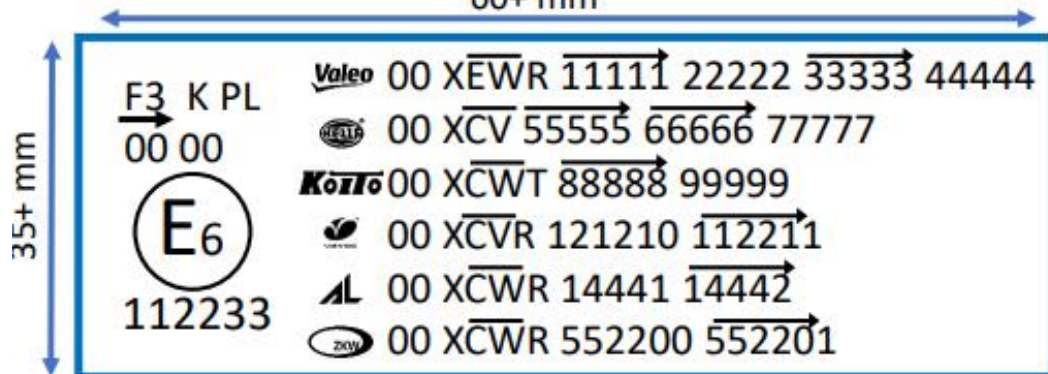 60+ mm
35+ mm
F3 K PL
00 00
E6
112233
Valeo 00 XEWR 11111 22222 33333 44444
HELLA 00 XCV 55555 66666 77777
KOITO 00 XCWT 88888 99999
00 XCVR 121210 112211
AL 00 XCWR 14441 14442
ZKW 00 XCWR 552200 552201